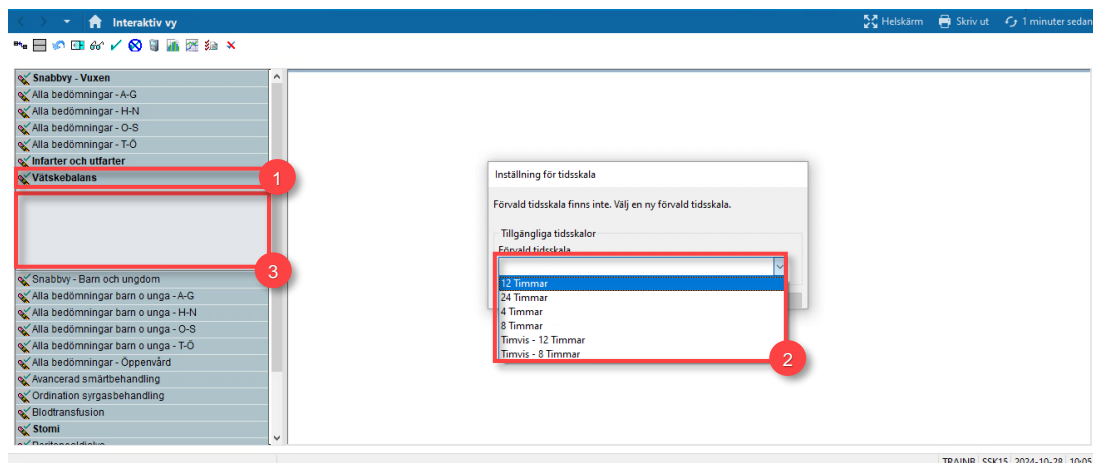 Interaktiv vy
Helskärm Skriv ut 1 minuter sedan
Snabbvy - Vuxen
Alla bedömningar - A-G
Alla bedömningar - H-N
Alla bedömningar - O-S
Alla bedömningar - T-Ö
Infarter och utfarter
Vätskebalans
1
3
Snabbvy - Barn och ungdom
Alla bedömningar barn o unga - A-G
Alla bedömningar barn o unga - H-N
Alla bedömningar barn o unga - O-S
Alla bedömningar barn o unga - T-Ö
Alla bedömningar - Öppenvård
Avancerad smärtbehandling
Ordination syrgasbehandling
Blodtransfusion
Stomi
Inställning för tidsskala
Förvald tidsskala finns inte. Välj en ny förvald tidsskala.
Tillgängliga tidsskalor
Förvald tidsskala
12 Timmar
24 Timmar
4 Timmar
8 Timmar
Timvis - 12 Timmar
Timvis - 8 Timmar
2
TRAINB SSK15 2024-10-28 10:05